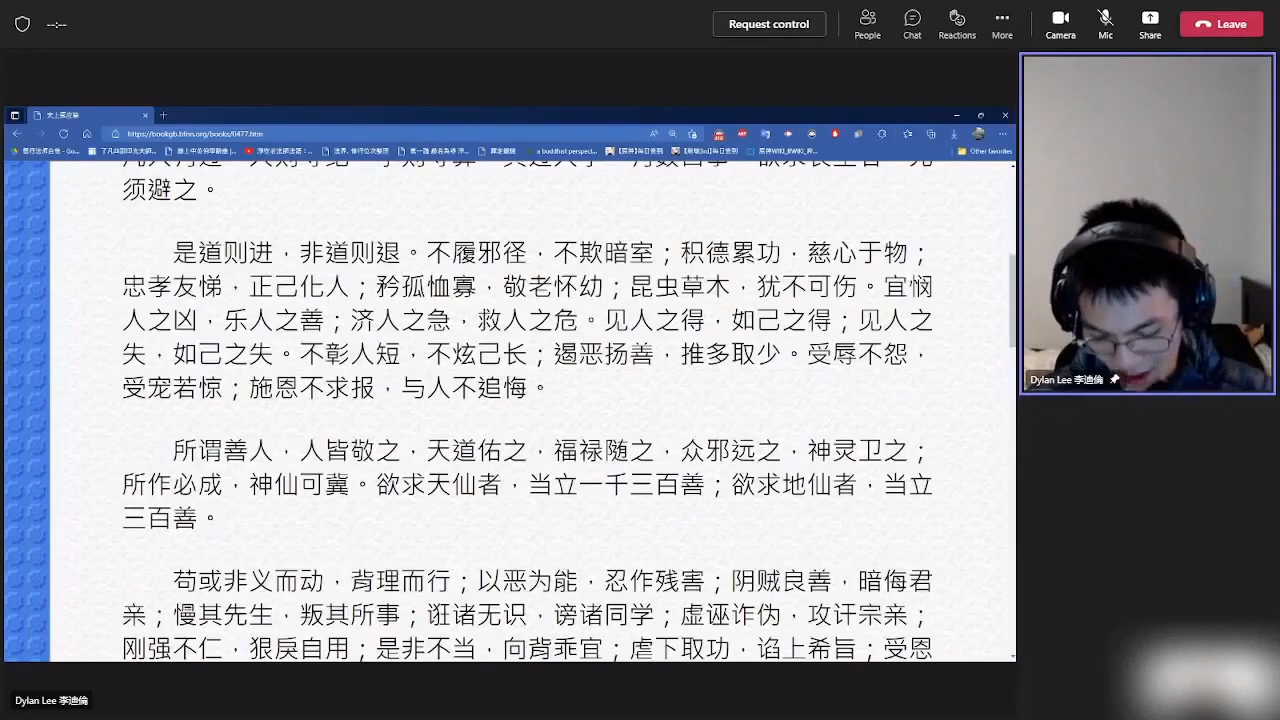 --:--
Request control
People
Chat
Reactions
More
Camera
Mic
Share
Leave
太上感应篇
https://bookgb.bfnn.org/books/0477.htm
a buddhist perspect...
Other favorites
须避之。
是道则进，非道则退。不履邪径，不欺暗室；积德累功，慈心于物；
忠孝友悌，正己化人；矜孤恤寡，敬老怀幼；昆虫草木，犹不可伤。宜悯
人之凶，乐人之善；济人之急，救人之危。见人之得，如己之得；见人之
失，如己之失。不彰人短，不炫己长；遏恶扬善，推多取少。受辱不怨，
受宠若惊；施恩不求报，与人不追悔。
所谓善人，人皆敬之，天道佑之，福禄随之，众邪远之，神灵卫之；
所作必成，神仙可冀。欲求天仙者，当立一千三百善；欲求地仙者，当立
三百善。
苟或非义而动，背理而行；以恶为能，忍作残害；阴贼良善，暗侮君
亲；慢其先生，叛其所事；诳诸无识，谤诸同学；虚诬诈伪，攻讦宗亲；
刚强不仁，狠戾自用；是非不当，向背乖宜；虐下取功，谄上希旨；受恩
Dylan Lee 李迪倫
Dylan Lee 李迪倫